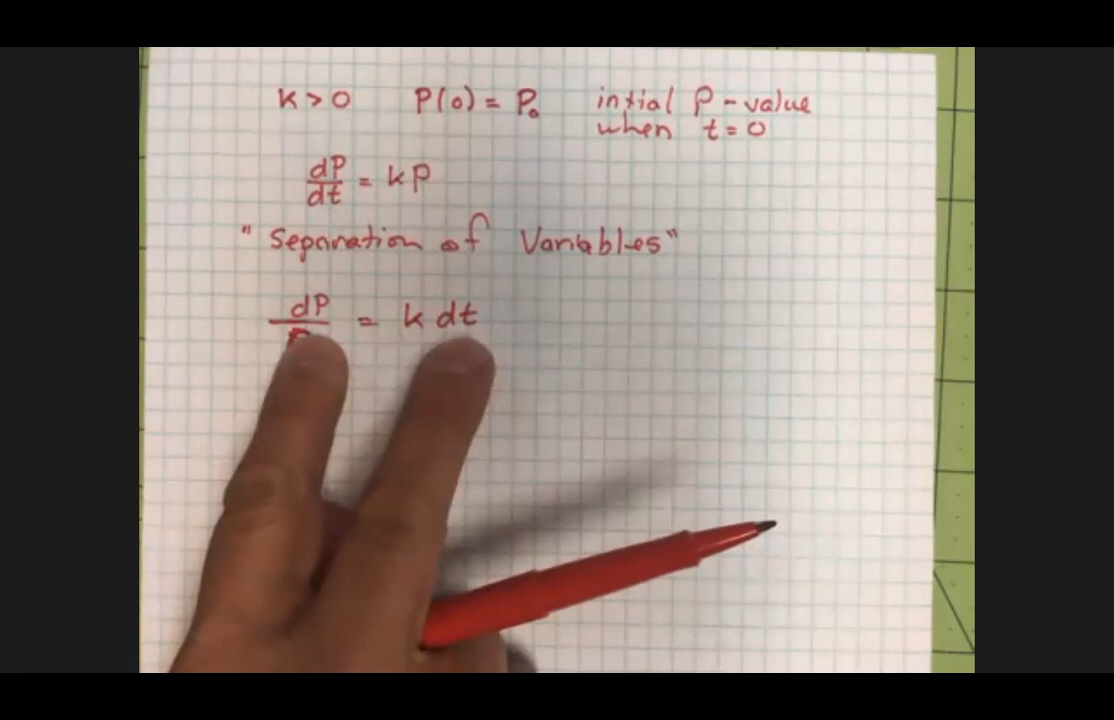 k > 0 P(0) = P₀ intial P-value
when t = 0
dP/dt = kP
"Separation of Variables"
dP/P = k dt